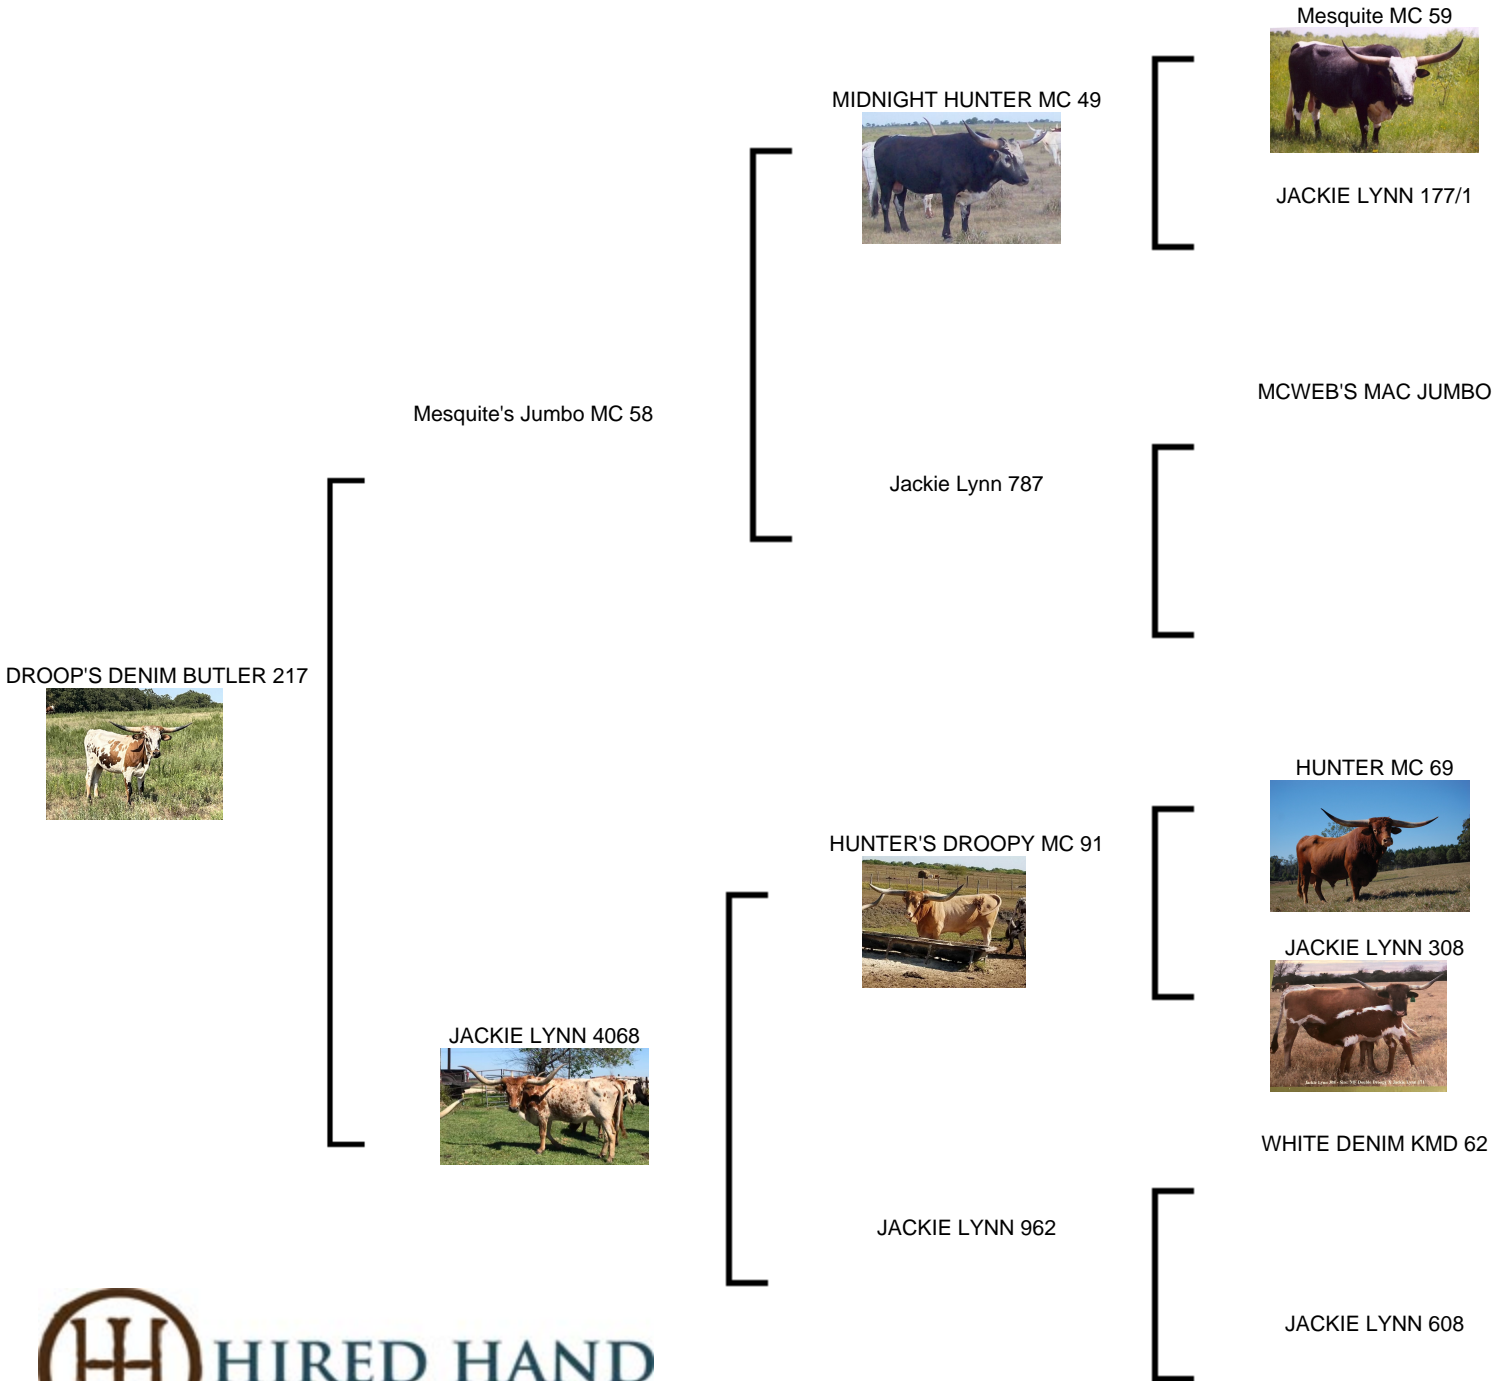 Mesquite MC 59
MIDNIGHT HUNTER MC 49
JACKIE LYNN 177/1
MCWEB'S MAC JUMBO
Mesquite's Jumbo MC 58
Jackie Lynn 787
DROOP'S DENIM BUTLER 217
HUNTER MC 69
HUNTER'S DROOPY MC 91
JACKIE LYNN 308
JACKIE LYNN 4068
WHITE DENIM KMD 62
JACKIE LYNN 962
JACKIE LYNN 608
HIRED HAND